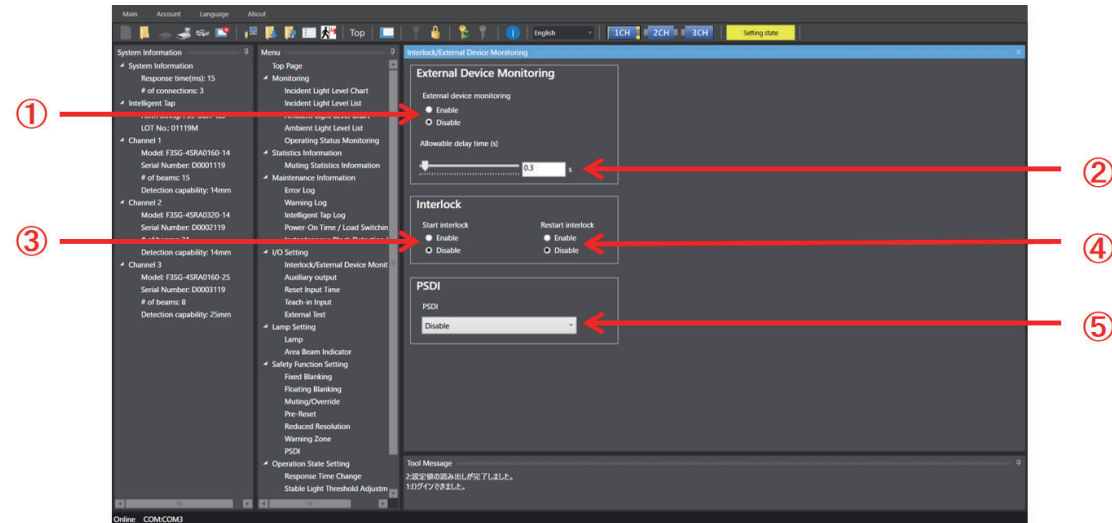 Main Account Language About
Top English 1CH 2CH 3CH Setting state
System Information
System Information
Response time(ms): 15
# of connections: 3
Intelligent Tap
LOT No.: 01119M
Channel 1
Model: F3SG-4SRA0160-14
Serial Number: D0001119
# of beams: 15
Detection capability: 14mm
Channel 2
Model: F3SG-4SRA0320-14
Serial Number: D0002119
Detection capability: 14mm
Channel 3
Model: F3SG-4SRA0160-25
Serial Number: D0003119
# of beams: 8
Detection capability: 25mm
Menu
Top Page
Monitoring
Incident Light Level Chart
Incident Light Level List
Ambient Light Level Chart
Ambient Light Level List
Operating Status Monitoring
Statistics Information
Muting Statistics Information
Maintenance Information
Error Log
Warning Log
Intelligent Tap Log
Power-On Time / Load Switchin
I/O Setting
Interlock/External Device Monit
Auxiliary output
Reset Input Time
Teach-in Input
External Test
Lamp Setting
Lamp
Area Beam Indicator
Safety Function Setting
Fixed Blanking
Floating Blanking
Muting/Override
Pre-Reset
Reduced Resolution
Warning Zone
PSDI
Operation State Setting
Response Time Change
Stable Light Threshold Adjustm
Interlock/External Device Monitoring
External Device Monitoring
External device monitoring
Enable
Disable
Allowable delay time (s)
0.3 s
Interlock
Start interlock Restart interlock
Enable Enable
Disable Disable
PSDI
PSDI
Disable
①
②
③
④
⑤
Tool Message
2:設定値の読み出しが完了しました。
1:ログインできました。
Online COM:COM3